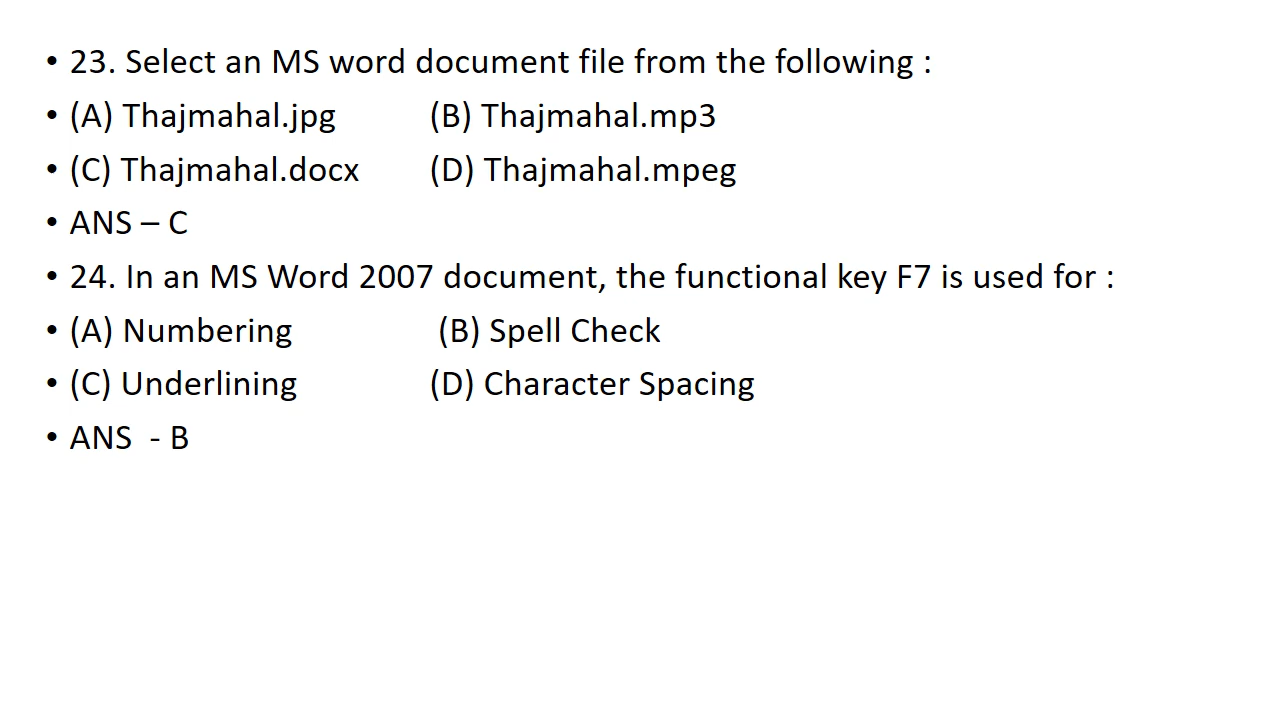 • 23. Select an MS word document file from the following :
• (A) Thajmahal.jpg (B) Thajmahal.mp3
• (C) Thajmahal.docx (D) Thajmahal.mpeg
• ANS – C
• 24. In an MS Word 2007 document, the functional key F7 is used for :
• (A) Numbering (B) Spell Check
• (C) Underlining (D) Character Spacing
• ANS - B